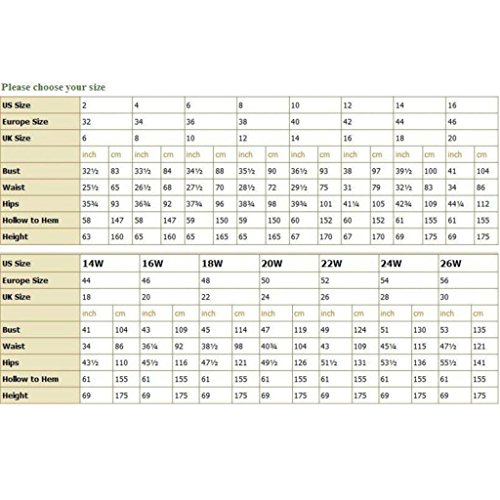 Please choose your size
US Size 2 4 6 8 10 12 14 16
Europe Size 32 34 36 38 40 42 44 46
UK Size 6 8 10 12 14 16 18 20
inch cm inch cm inch cm inch cm inch cm inch cm inch cm inch cm
Bust 32½ 83 33½ 84 34½ 88 35½ 90 36½ 93 38 97 39½ 100 41 104
Waist 25½ 65 26½ 68 27½ 70 28½ 72 29½ 75 31 79 32½ 83 34 86
Hips 35¾ 93 36¾ 92 37¾ 96 38¾ 98 39¾ 101 41¼ 105 42¾ 109 44¼ 112
Hollow to Hem 58 147 58 147 59 150 59 150 60 152 60 152 61 155 61 155
Height 63 160 65 160 65 165 65 165 67 170 67 170 69 175 69 175
US Size 14W 16W 18W 20W 22W 24W 26W
Europe Size 44 46 48 50 52 54 56
UK Size 18 20 22 24 26 28 30
inch cm inch cm inch cm inch cm inch cm inch cm inch cm
Bust 41 104 43 109 45 114 47 119 49 124 51 130 53 135
Waist 34 86 36¼ 92 38½ 98 40¾ 104 43 109 45¼ 115 47½ 121
Hips 43½ 110 45½ 116 47½ 121 49½ 126 51½ 131 53½ 136 55½ 141
Hollow to Hem 61 155 61 155 61 155 61 155 61 155 61 155 61 155
Height 69 175 69 175 69 175 69 175 69 175 69 175 69 175